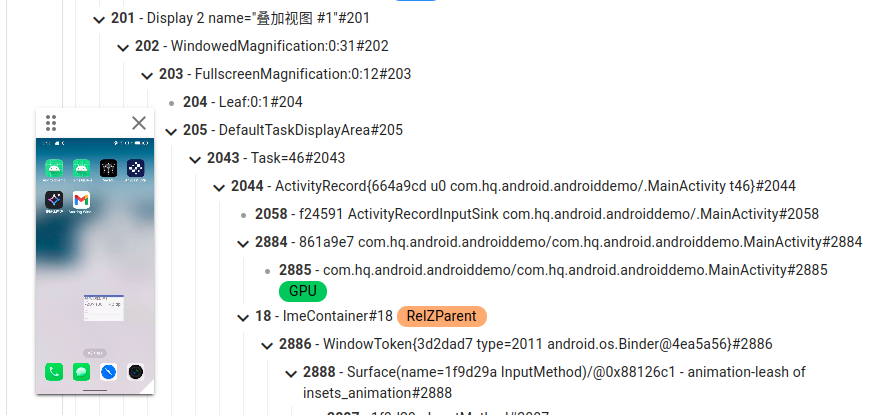 201 - Display 2 name="叠加视图 #1"#201
202 - WindowedMagnification:0:31#202
203 - FullscreenMagnification:0:12#203
204 - Leaf:0:1#204
205 - DefaultTaskDisplayArea#205
2043 - Task=46#2043
2044 - ActivityRecord{664a9cd u0 com.hq.android.androiddemo/.MainActivity t46}#2044
2058 - f24591 ActivityRecordInputSink com.hq.android.androiddemo/.MainActivity#2058
2884 - 861a9e7 com.hq.android.androiddemo/com.hq.android.androiddemo.MainActivity#2884
2885 - com.hq.android.androiddemo/com.hq.android.androiddemo.MainActivity#2885
GPU
18 - ImeContainer#18 RelZParent
2886 - WindowToken{3d2dad7 type=2011 android.os.Binder@4ea5a56}#2886
2888 - Surface(name=1f9d29a InputMethod)/@0x88126c1 - animation-leash of
insets_animation#2888